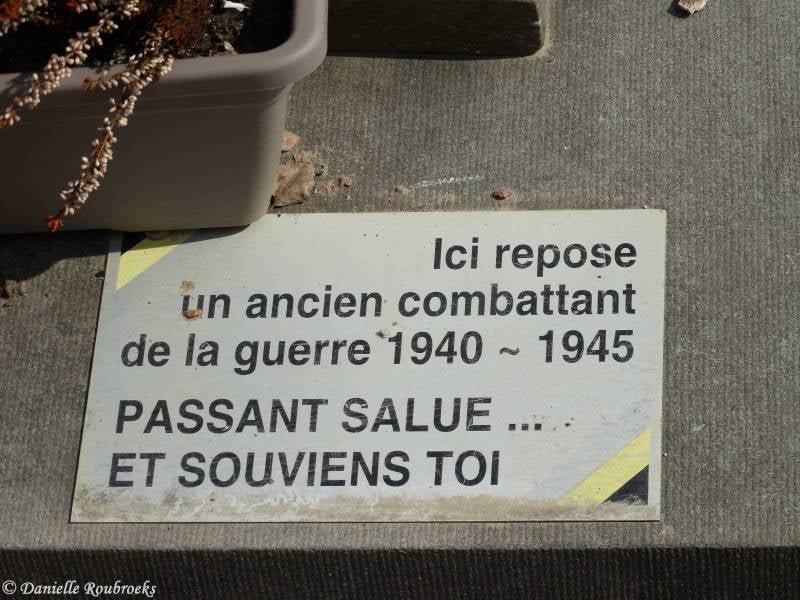 Ici repose
un ancien combattant
de la guerre 1940 ~ 1945
PASSANT SALUE ...
ET SOUVIENS TOI
© Danielle Roubroeks